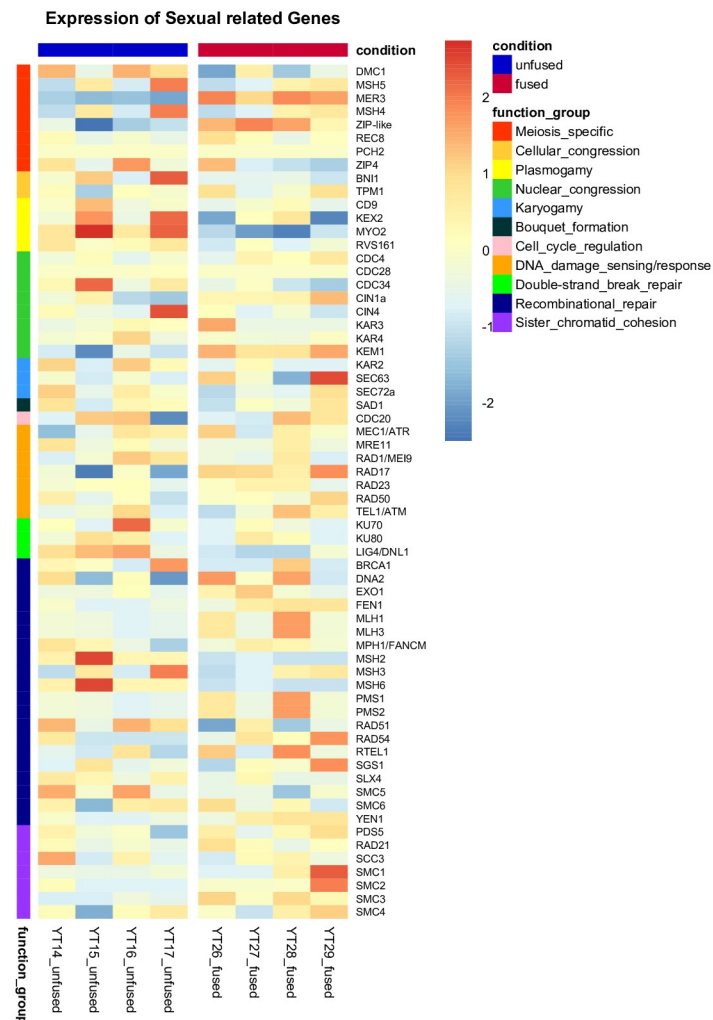 Expression of Sexual related Genes
condition
DMC1
MSH5
MER3
MSH4
ZIP-like
REC8
PCH2
ZIP4
BNI1
TPM1
CD9
KEX2
MYO2
RVS161
CDC4
CDC28
CDC34
CIN1a
CIN4
KAR3
KAR4
KEM1
KAR2
SEC63
SEC72a
SAD1
CDC20
MEC1/ATR
MRE11
RAD1/MEI9
RAD17
RAD23
RAD50
TEL1/ATM
KU70
KU80
LIG4/DNL1
BRCA1
DNA2
EXO1
FEN1
MLH1
MLH3
MPH1/FANCM
MSH2
MSH3
MSH6
PMS1
PMS2
RAD51
RAD54
RTEL1
SGS1
SLX4
SMC5
SMC6
YEN1
PDS5
RAD21
SCC3
SMC1
SMC2
SMC3
SMC4
function_group
YT14_unfused
YT15_unfused
YT16_unfused
YT17_unfused
YT26_fused
YT27_fused
YT28_fused
YT29_fused
2
1
0
-1
-2
condition
unfused
fused
function_group
Meiosis_specific
Cellular_congression
Plasmogamy
Nuclear_congression
Karyogamy
Bouquet_formation
Cell_cycle_regulation
DNA_damage_sensing/response
Double-strand_break_repair
Recombinational_repair
Sister_chromatid_cohesion